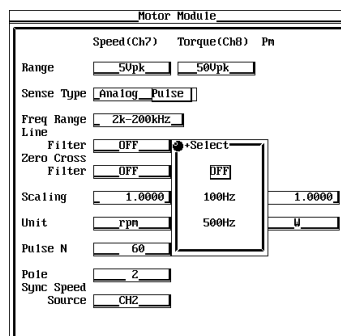 Motor Module
Speed(Ch7) Torque(Ch8) Pm
Range 5Vpk 50Vpk
Sense Type Analog Pulse
Freq Range 2k-200kHz
Line
Filter OFF
Zero Cross
Filter OFF
+Select
OFF
100Hz
500Hz
Scaling 1.0000 1.0000
Unit rpm W
Pulse N 60
Pole 2
Sync Speed
Source CH2